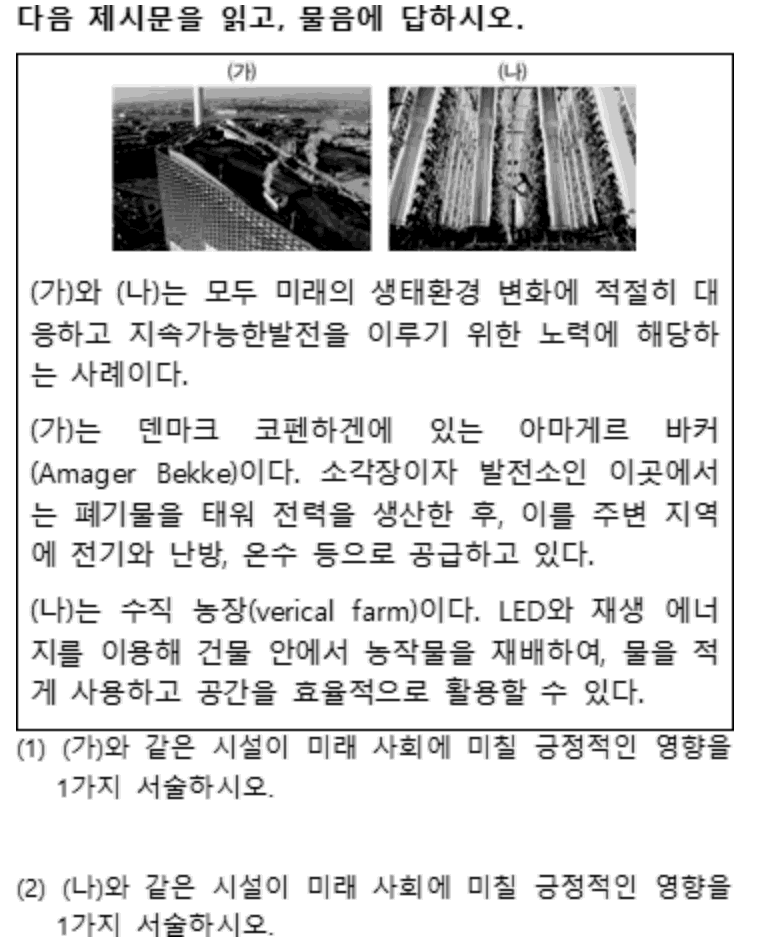 다음 제시문을 읽고, 물음에 답하시오.
(가) (나)
(가)와 (나)는 모두 미래의 생태환경 변화에 적절히 대
응하고 지속가능한발전을 이루기 위한 노력에 해당하
는 사례이다.
(가)는 덴마크 코펜하겐에 있는 아마게르 바커
(Amager Bekke)이다. 소각장이자 발전소인 이곳에서
는 폐기물을 태워 전력을 생산한 후, 이를 주변 지역
에 전기와 난방, 온수 등으로 공급하고 있다.
(나)는 수직 농장(verical farm)이다. LED와 재생 에너
지를 이용해 건물 안에서 농작물을 재배하여, 물을 적
게 사용하고 공간을 효율적으로 활용할 수 있다.
(1) (가)와 같은 시설이 미래 사회에 미칠 긍정적인 영향을
1가지 서술하시오.
(2) (나)와 같은 시설이 미래 사회에 미칠 긍정적인 영향을
1가지 서술하시오.